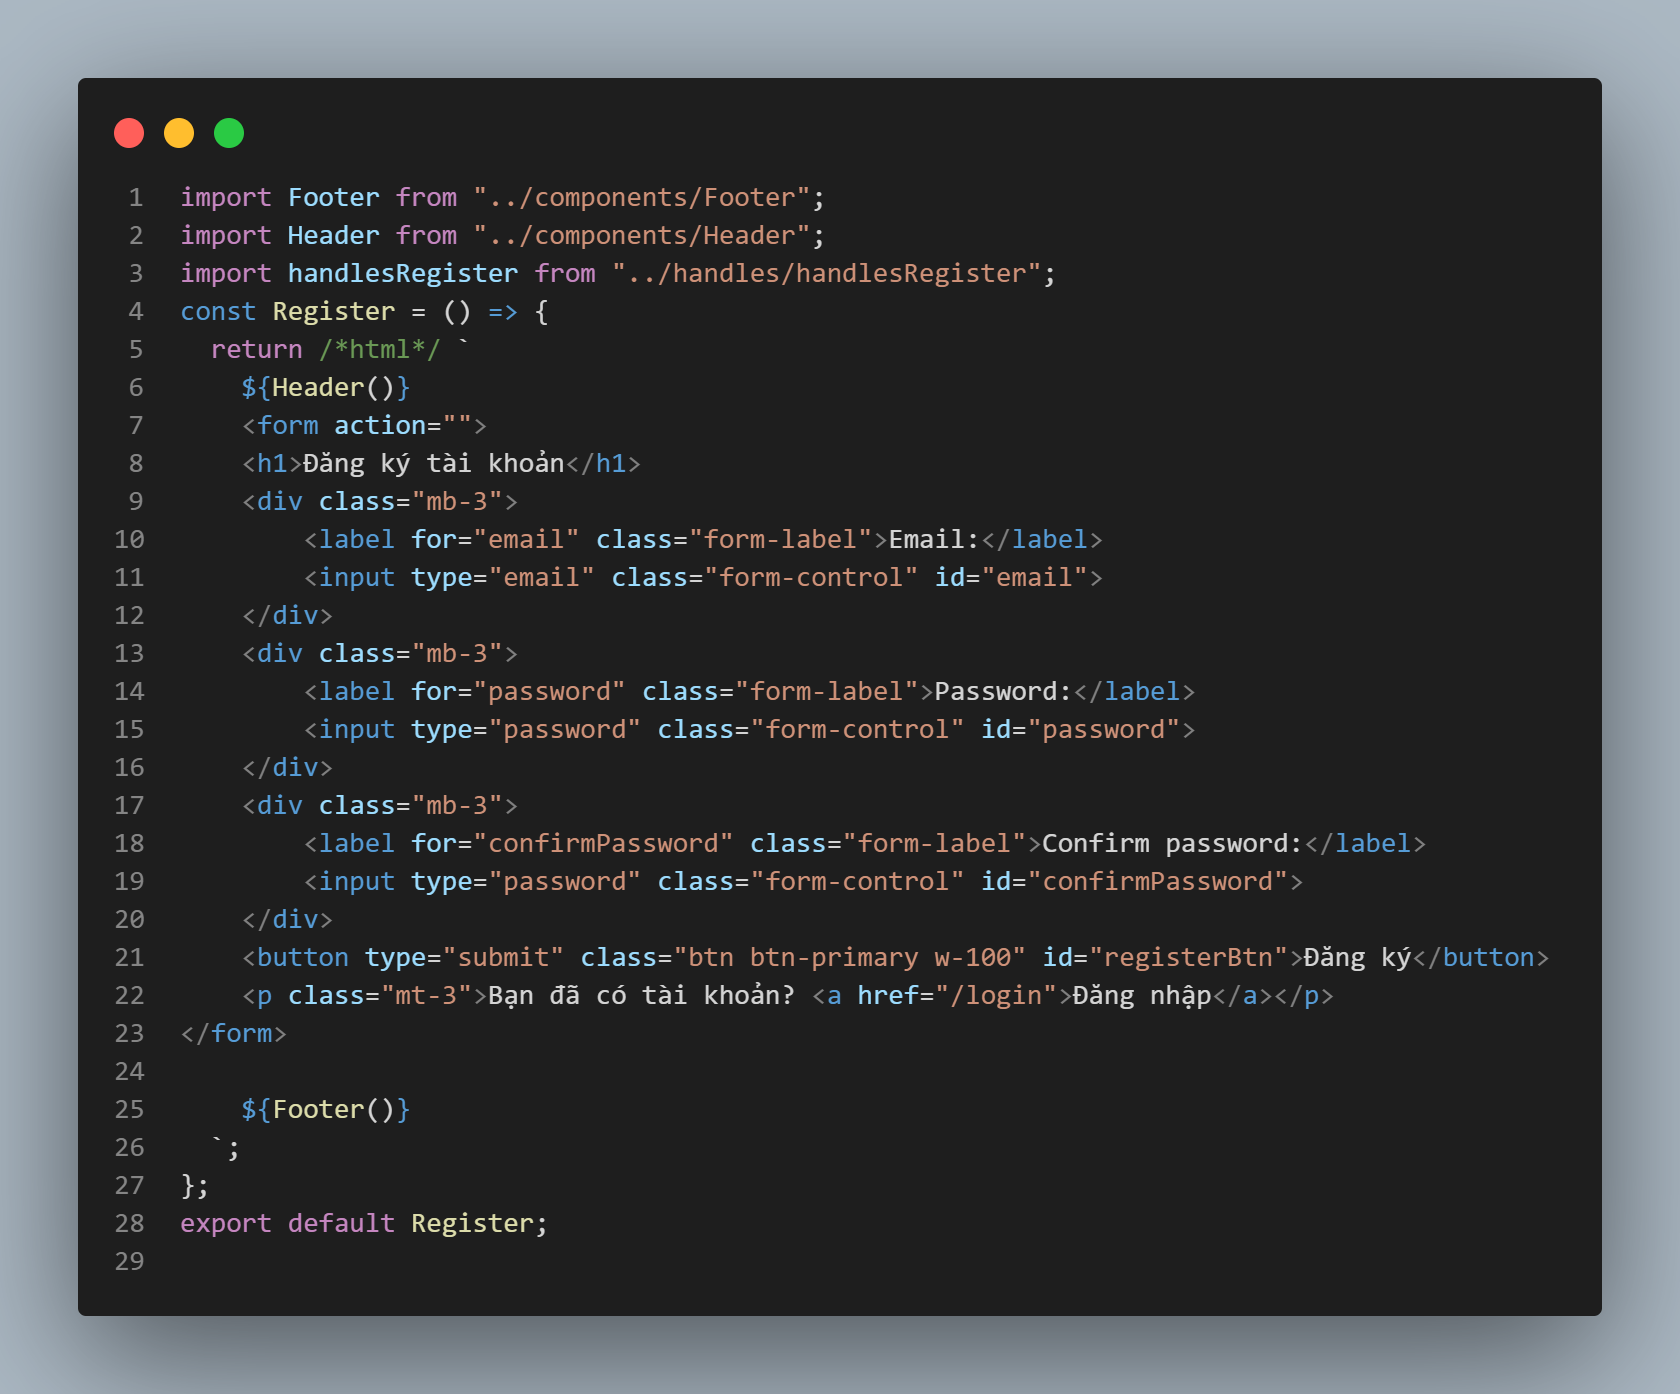 1 import Footer from "../components/Footer";
2 import Header from "../components/Header";
3 import handlesRegister from "../handles/handlesRegister";
4 const Register = () => {
5   return /*html*/ `
6     ${Header()}
7     <form action="">
8     <h1>Đăng ký tài khoản</h1>
9     <div class="mb-3">
10         <label for="email" class="form-label">Email:</label>
11         <input type="email" class="form-control" id="email">
12     </div>
13     <div class="mb-3">
14         <label for="password" class="form-label">Password:</label>
15         <input type="password" class="form-control" id="password">
16     </div>
17     <div class="mb-3">
18         <label for="confirmPassword" class="form-label">Confirm password:</label>
19         <input type="password" class="form-control" id="confirmPassword">
20     </div>
21     <button type="submit" class="btn btn-primary w-100" id="registerBtn">Đăng ký</button>
22     <p class="mt-3">Bạn đã có tài khoản? <a href="/login">Đăng nhập</a></p>
23 </form>
24
25     ${Footer()}
26   `;
27 };
28 export default Register;
29